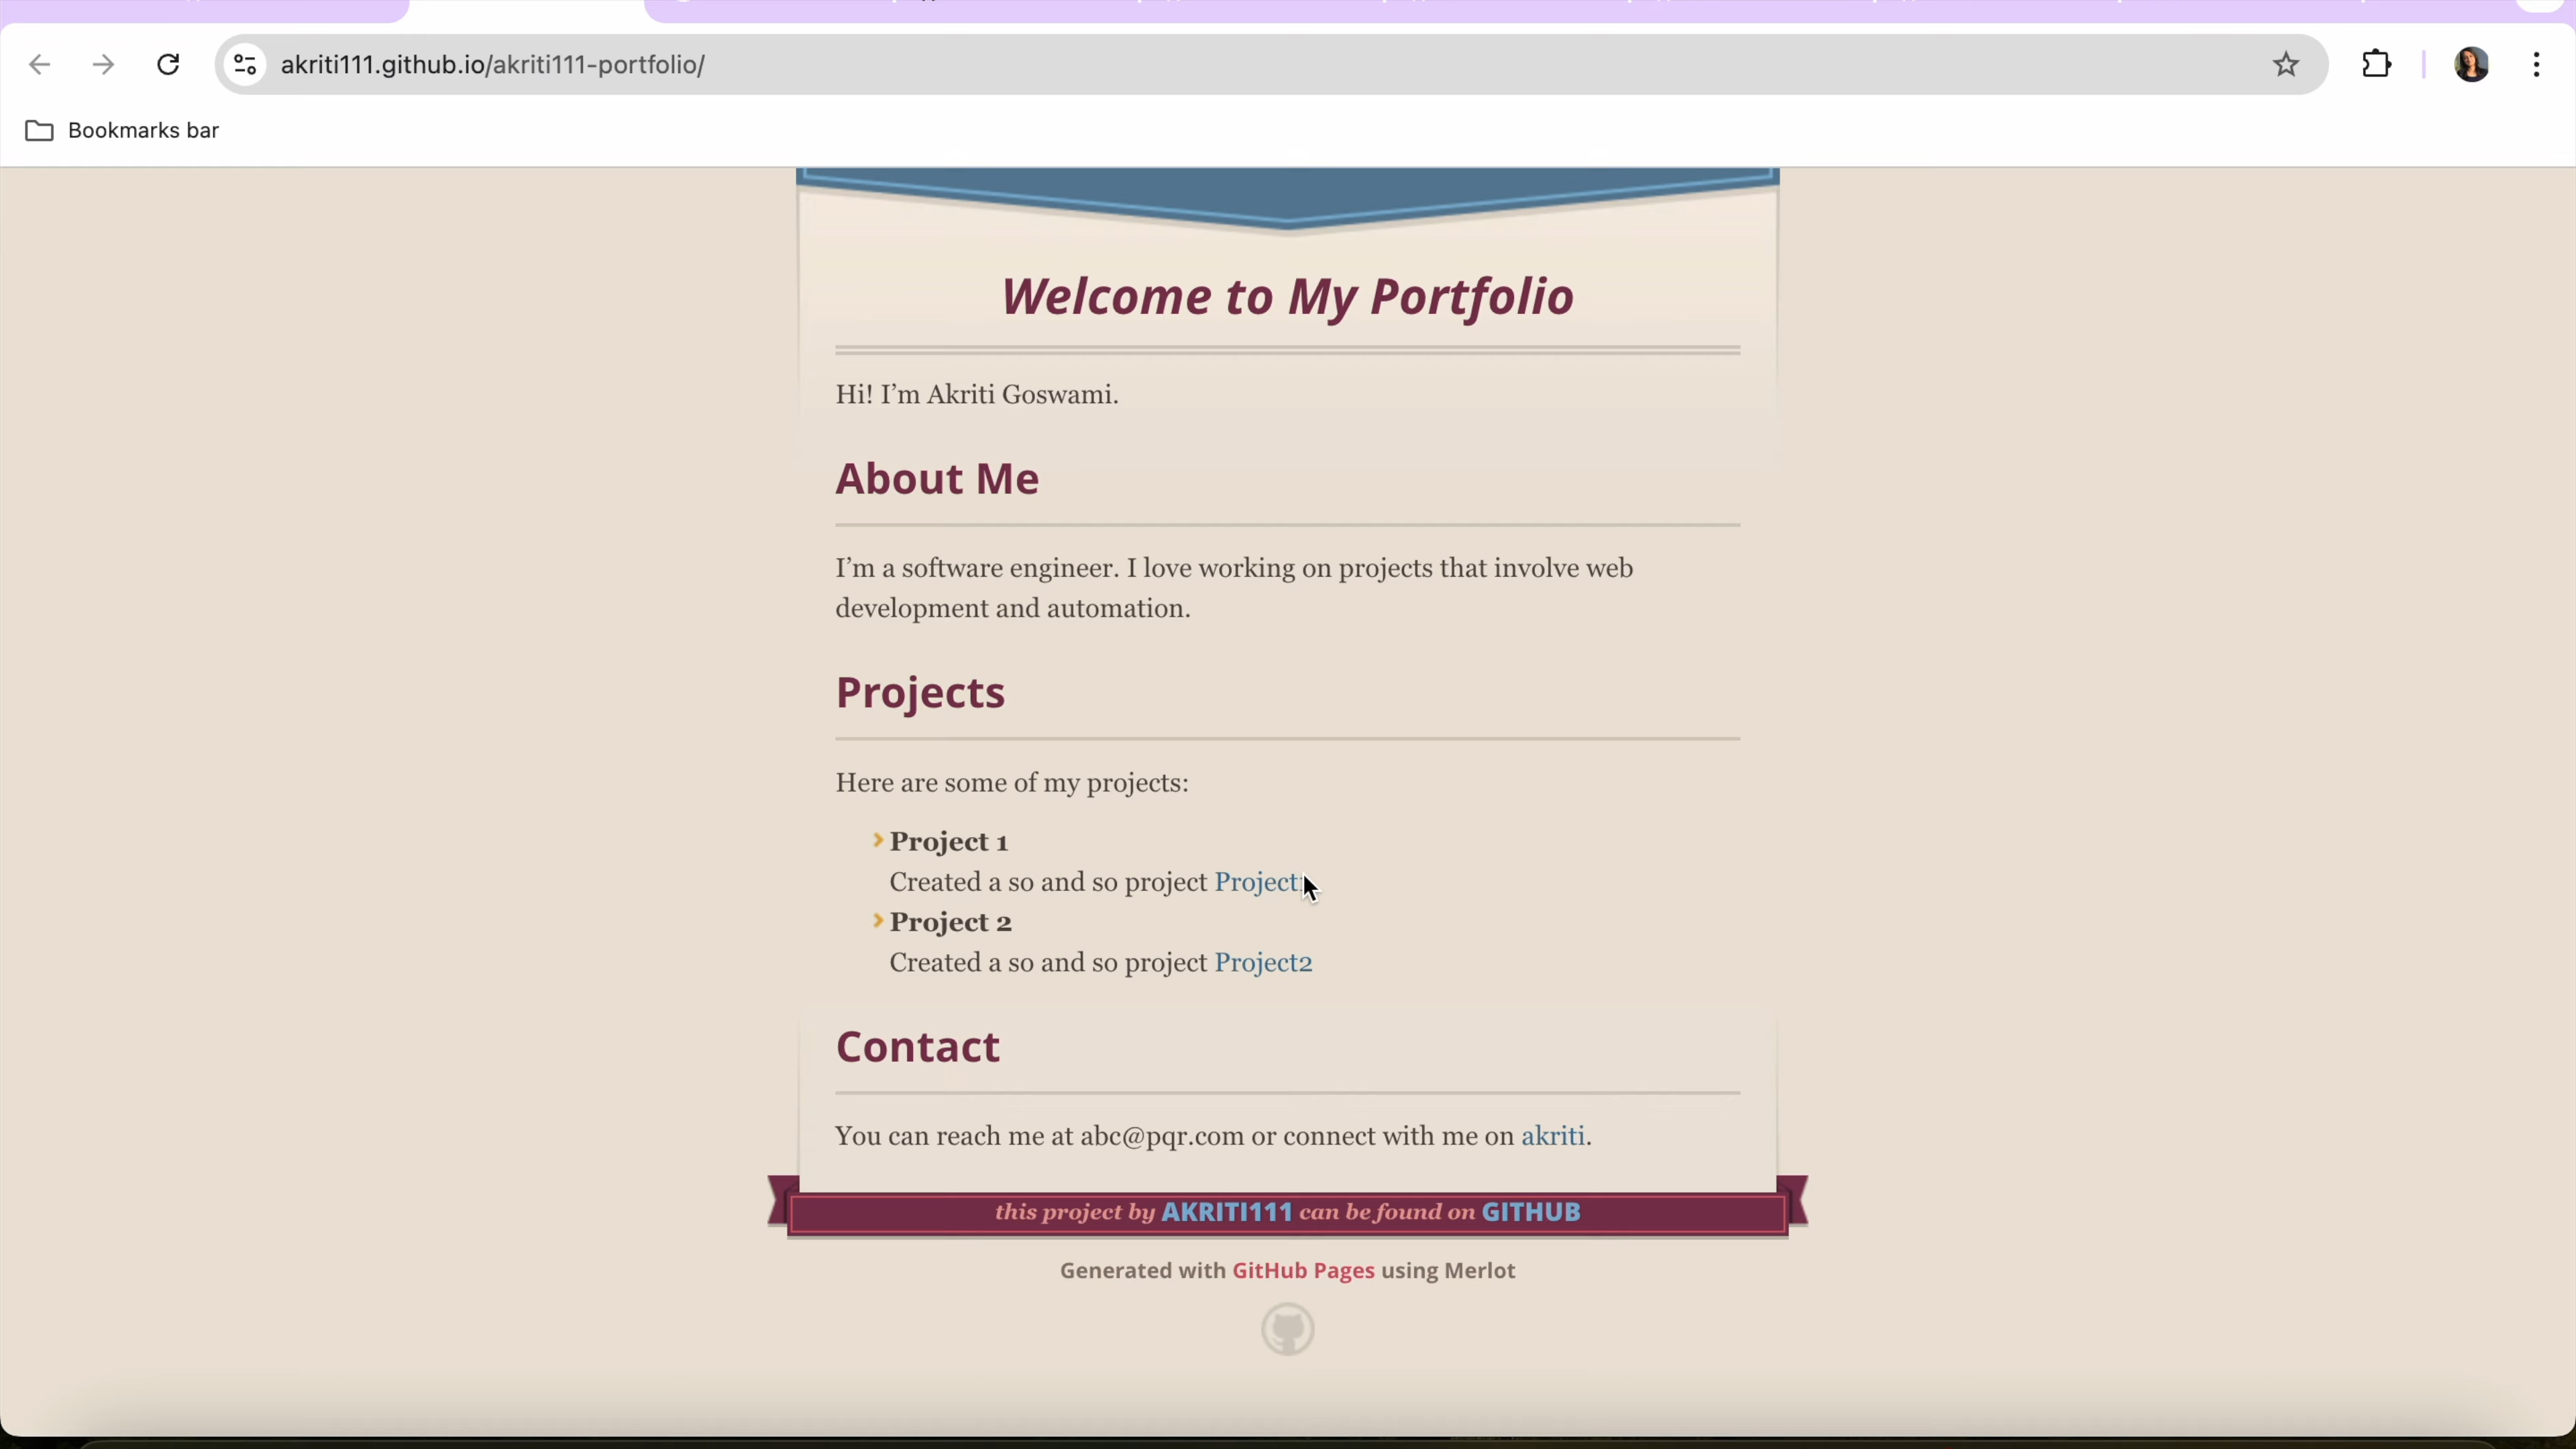 akriti111.github.io/akriti111-portfolio/
Bookmarks bar
Welcome to My Portfolio
Hi! I’m Akriti Goswami.
About Me
I’m a software engineer. I love working on projects that involve web
development and automation.
Projects
Here are some of my projects:
Project 1
Created a so and so project
Project 2
Created a so and so project Project2
Contact
You can reach me at abc@pqr.com or connect with me on akriti.
this project by AKRITI111 can be found on GITHUB
Generated with GitHub Pages using Merlot